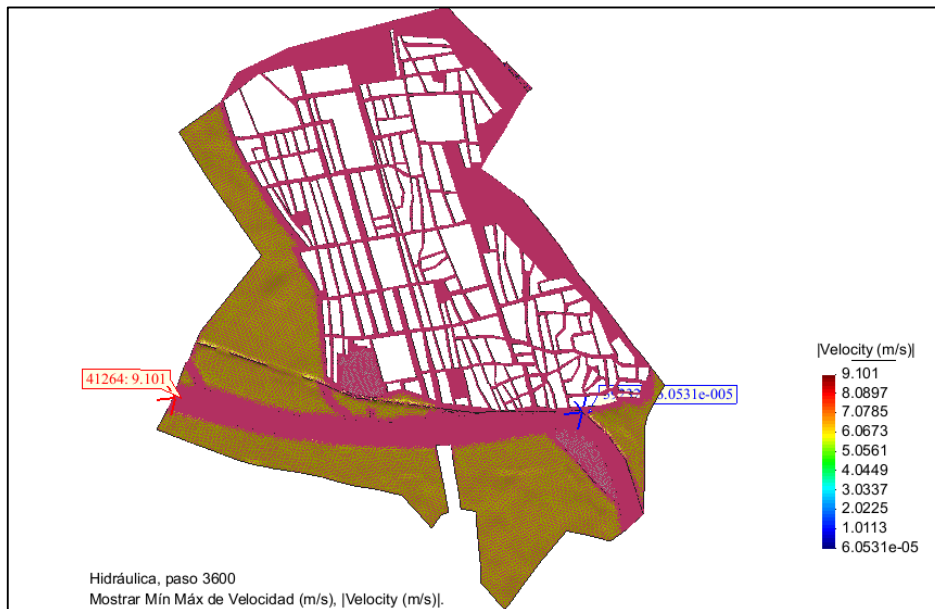 41264: 9.101
6.0531e-005
|Velocity (m/s)|
9.101
8.0897
7.0785
6.0673
5.0561
4.0449
3.0337
2.0225
1.0113
6.0531e-05
Hidráulica, paso 3600
Mostrar Mín Máx de Velocidad (m/s), |Velocity (m/s)|.